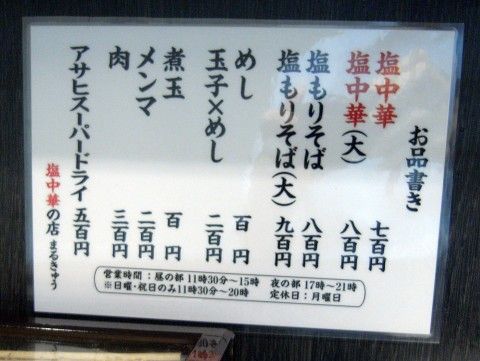 お品書き
塩中華 七百円
塩中華(大) 八百円
塩もりそば 八百円
塩もりそば(大) 九百円
めし 百円
玉子×めし 二百円
煮玉 百円
メンマ 二百円
肉 三百円
アサヒスーパードライ 五百円
塩中華の店 まるきゅう
営業時間:昼の部 11時30分～15時 夜の部 17時～21時
※日曜・祝日のみ11時30分～20時 定休日:月曜日